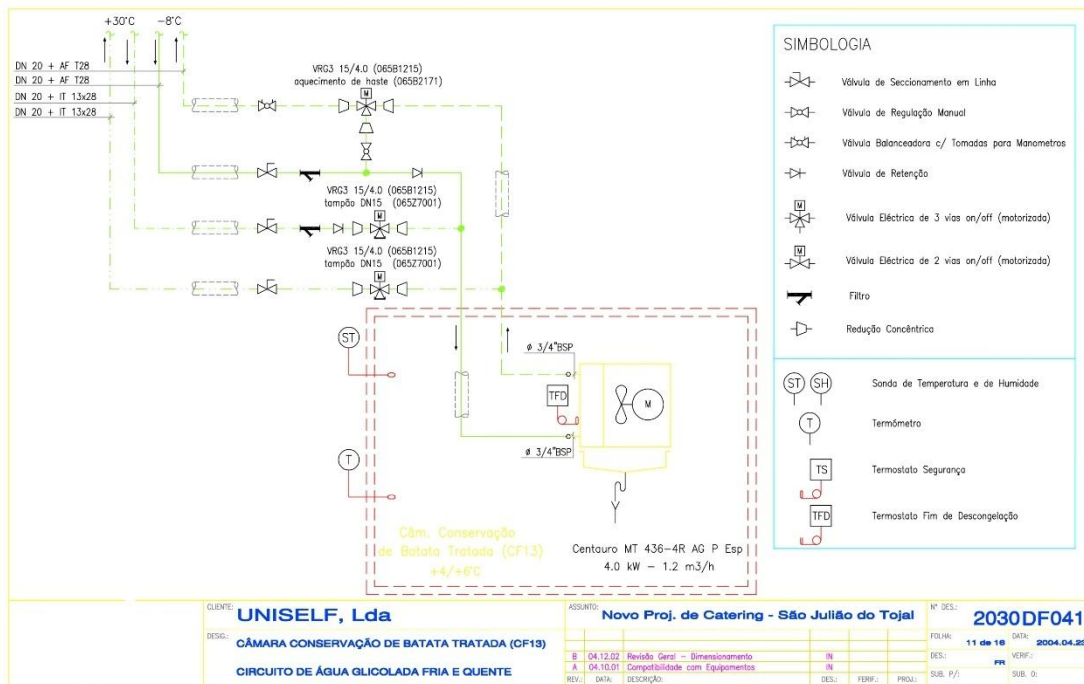 +30°C
-8°C
DN 20 + AF T28
DN 20 + AF T28
DN 20 + IT 13x28
DN 20 + IT 13x28
VRG3 15/4.0 (065B1215)
aquecimento de haste (065B2171)
M
VRG3 15/4.0 (065B1215)
tampão DN15 (065Z7001)
M
VRG3 15/4.0 (065B1215)
tampão DN15 (065Z7001)
M
ST
ø 3/4"BSP
TFD
M
ø 3/4"BSP
T
Câm. Conservação
de Batata Tratada (CF13)
+4/+6°C
Centauro MT 436-4R AG P Esp
4.0 kW - 1.2 m3/h
SIMBOLOGIA
Válvula de Seccionamento em Linha
Válvula de Regulação Manual
Válvula Balanceadora c/ Tomadas para Manometros
Válvula de Retenção
M
Válvula Eléctrica de 3 vias on/off (motorizada)
M
Válvula Eléctrica de 2 vias on/off (motorizada)
Filtro
Redução Concêntrica
ST SH Sonda de Temperatura e de Humidade
T Termómetro
TS Termostato Segurança
TFD Termostato Fim de Descongelação
CLIENTE: UNISELF, Lda
DESIG.: CÂMARA CONSERVAÇÃO DE BATATA TRATADA (CF13)
CIRCUITO DE ÁGUA GLICOLADA FRIA E QUENTE
ASSUNTO: Novo Proj. de Catering - São Julião do Tojal
B 04.12.02 Revisão Geral - Dimensionamento IN
A 04.10.01 Compatibilidade com Equipamentos IN
REV.: DATA: DESCRIÇÃO: DES.: FERIF.: PROJ.:
Nº DES.: 2030DF041
FOLHA: 11 de 16 DATA: 2004.04.23
DES.: FR VERIF.:
SUB. P/: SUB. O: